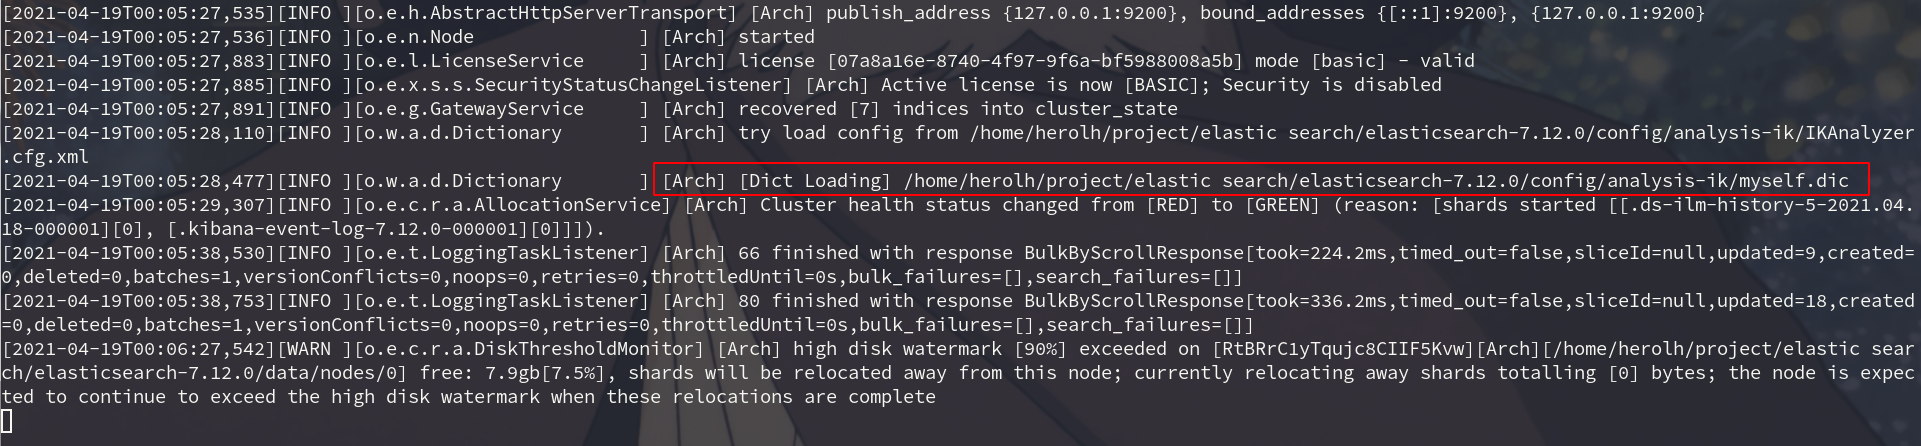 [2021-04-19T00:05:27,535][INFO ][o.e.h.AbstractHttpServerTransport] [Arch] publish_address {127.0.0.1:9200}, bound_addresses {[::1]:9200}, {127.0.0.1:9200}
[2021-04-19T00:05:27,536][INFO ][o.e.n.Node               ] [Arch] started
[2021-04-19T00:05:27,883][INFO ][o.e.l.LicenseService     ] [Arch] license [07a8a16e-8740-4f97-9f6a-bf5988008a5b] mode [basic] - valid
[2021-04-19T00:05:27,885][INFO ][o.e.x.s.s.SecurityStatusChangeListener] [Arch] Active license is now [BASIC]; Security is disabled
[2021-04-19T00:05:27,891][INFO ][o.e.g.GatewayService     ] [Arch] recovered [7] indices into cluster_state
[2021-04-19T00:05:28,110][INFO ][o.w.a.d.Dictionary       ] [Arch] try load config from /home/herolh/project/elastic search/elasticsearch-7.12.0/config/analysis-ik/IKAnalyzer
.cfg.xml
[2021-04-19T00:05:28,477][INFO ][o.w.a.d.Dictionary       ] [Arch] [Dict Loading] /home/herolh/project/elastic search/elasticsearch-7.12.0/config/analysis-ik/myself.dic
[2021-04-19T00:05:29,307][INFO ][o.e.c.r.a.AllocationService] [Arch] Cluster health status changed from [RED] to [GREEN] (reason: [shards started [[.ds-ilm-history-5-2021.04.
18-000001][0], [.kibana-event-log-7.12.0-000001][0]]]).
[2021-04-19T00:05:38,530][INFO ][o.e.t.LoggingTaskListener] [Arch] 66 finished with response BulkByScrollResponse[took=224.2ms,timed_out=false,sliceId=null,updated=9,created=
0,deleted=0,batches=1,versionConflicts=0,noops=0,retries=0,throttledUntil=0s,bulk_failures=[],search_failures=[]]
[2021-04-19T00:05:38,753][INFO ][o.e.t.LoggingTaskListener] [Arch] 80 finished with response BulkByScrollResponse[took=336.2ms,timed_out=false,sliceId=null,updated=18,created
=0,deleted=0,batches=1,versionConflicts=0,noops=0,retries=0,throttledUntil=0s,bulk_failures=[],search_failures=[]]
[2021-04-19T00:06:27,542][WARN ][o.e.c.r.a.DiskThresholdMonitor] [Arch] high disk watermark [90%] exceeded on [RtBRrC1yTqujc8CIIF5Kvw][Arch][/home/herolh/project/elastic sear
ch/elasticsearch-7.12.0/data/nodes/0] free: 7.9gb[7.5%], shards will be relocated away from this node; currently relocating away shards totalling [0] bytes; the node is expec
ted to continue to exceed the high disk watermark when these relocations are complete